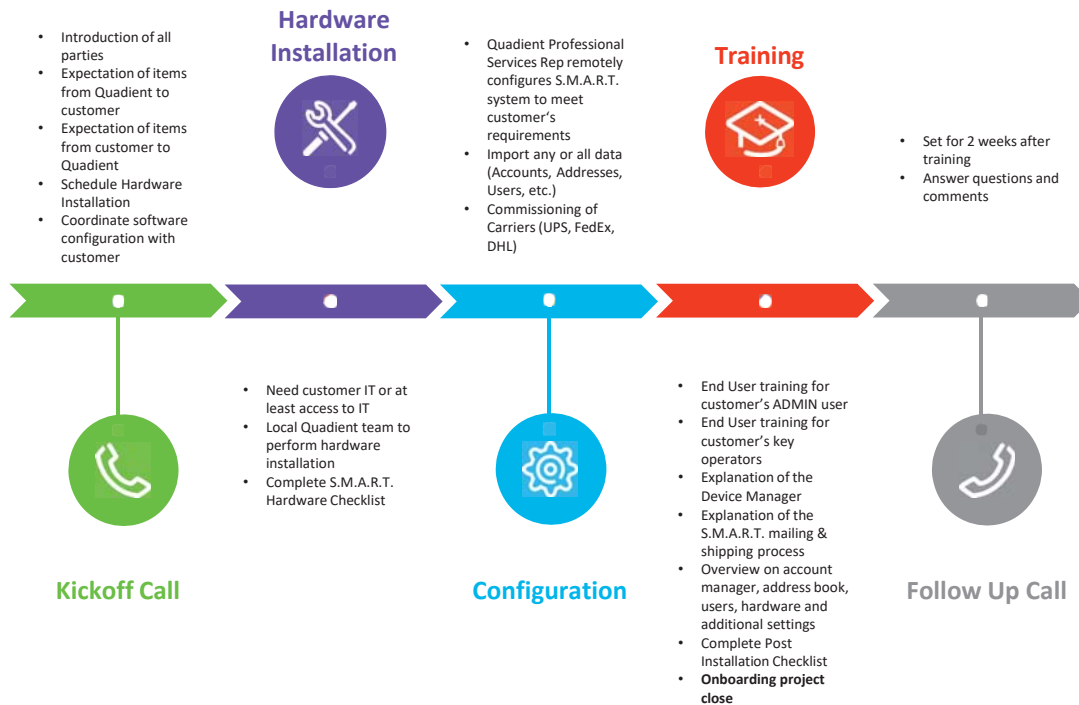 • Introduction of all
parties
• Expectation of items
from Quadient to
customer
• Expectation of items
from customer to
Quadient
• Schedule Hardware
Installation
• Coordinate software
configuration with
customer
Kickoff Call
Hardware
Installation
• Need customer IT or at
least access to IT
• Local Quadient team to
perform hardware
installation
• Complete S.M.A.R.T.
Hardware Checklist
• Quadient Professional
Services Rep remotely
configures S.M.A.R.T.
system to meet
customer's
requirements
• Import any or all data
(Accounts, Addresses,
Users, etc.)
• Commissioning of
Carriers (UPS, FedEx,
DHL)
Configuration
Training
• End User training for
customer's ADMIN user
• End User training for
customer's key
operators
• Explanation of the
Device Manager
• Explanation of the
S.M.A.R.T. mailing &
shipping process
• Overview on account
manager, address book,
users, hardware and
additional settings
• Complete Post
Installation Checklist
• Onboarding project
close
• Set for 2 weeks after
training
• Answer questions and
comments
Follow Up Call